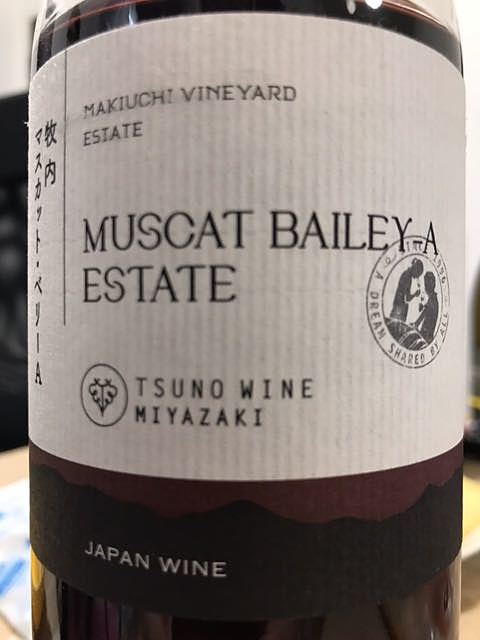 MAKIUCHI VINEYARD
ESTATE
牧内
マスカット・ベリーA
MUSCAT BAILEY-A
ESTATE
A DREAM SHARED BY ALL
TSUNO WINE
MIYAZAKI
JAPAN WINE